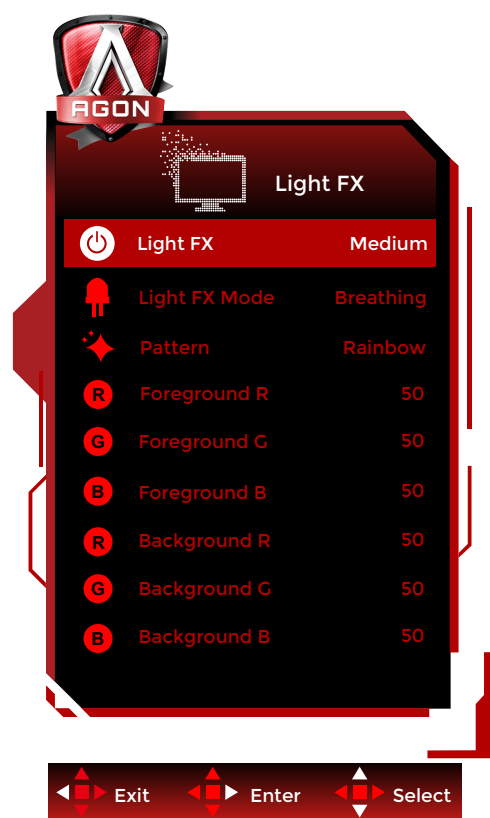 AGON
Light FX
Light FX Medium
Light FX Mode Breathing
Pattern Rainbow
R Foreground R 50
G Foreground G 50
B Foreground B 50
R Background R 50
G Background G 50
B Background B 50
Exit Enter Select